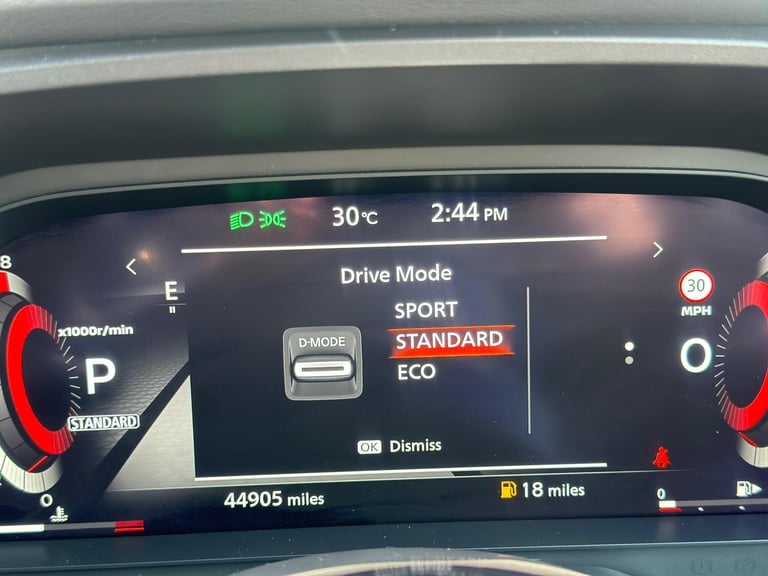 30°C
2:44 PM
8
Drive Mode
30
MPH
E
SPORT
x1000r/min
D-MODE
STANDARD
P
0
ECO
STANDARD
OK Dismiss
0
44905 miles
18 miles
0